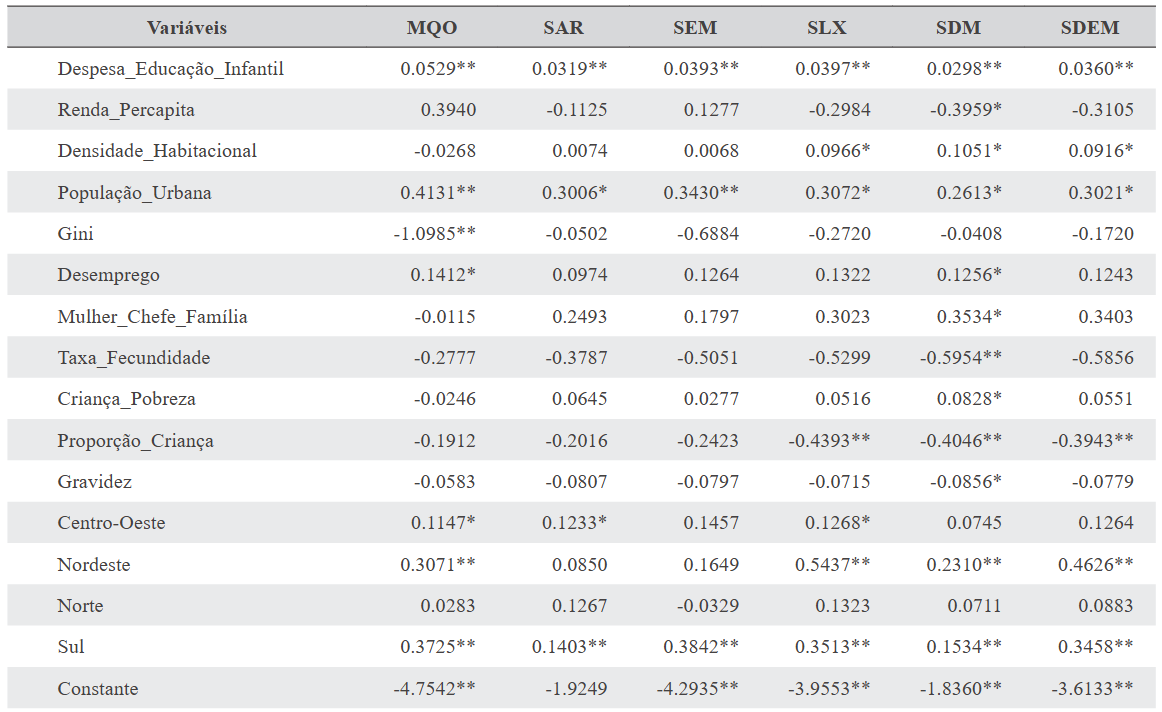 Variáveis MQO SAR SEM SLX SDM SDEM
Despesa_Educação_Infantil 0.0529** 0.0319** 0.0393** 0.0397** 0.0298** 0.0360**
Renda_Percapita 0.3940 -0.1125 0.1277 -0.2984 -0.3959* -0.3105
Densidade_Habitacional -0.0268 0.0074 0.0068 0.0966* 0.1051* 0.0916*
População_Urbana 0.4131** 0.3006* 0.3430** 0.3072* 0.2613* 0.3021*
Gini -1.0985** -0.0502 -0.6884 -0.2720 -0.0408 -0.1720
Desemprego 0.1412* 0.0974 0.1264 0.1322 0.1256* 0.1243
Mulher_Chefe_Família -0.0115 0.2493 0.1797 0.3023 0.3534* 0.3403
Taxa_Fecundidade -0.2777 -0.3787 -0.5051 -0.5299 -0.5954** -0.5856
Criança_Pobreza -0.0246 0.0645 0.0277 0.0516 0.0828* 0.0551
Proporção_Criança -0.1912 -0.2016 -0.2423 -0.4393** -0.4046** -0.3943**
Gravidez -0.0583 -0.0807 -0.0797 -0.0715 -0.0856* -0.0779
Centro-Oeste 0.1147* 0.1233* 0.1457 0.1268* 0.0745 0.1264
Nordeste 0.3071** 0.0850 0.1649 0.5437** 0.2310** 0.4626**
Norte 0.0283 0.1267 -0.0329 0.1323 0.0711 0.0883
Sul 0.3725** 0.1403** 0.3842** 0.3513** 0.1534** 0.3458**
Constante -4.7542** -1.9249 -4.2935** -3.9553** -1.8360** -3.6133**